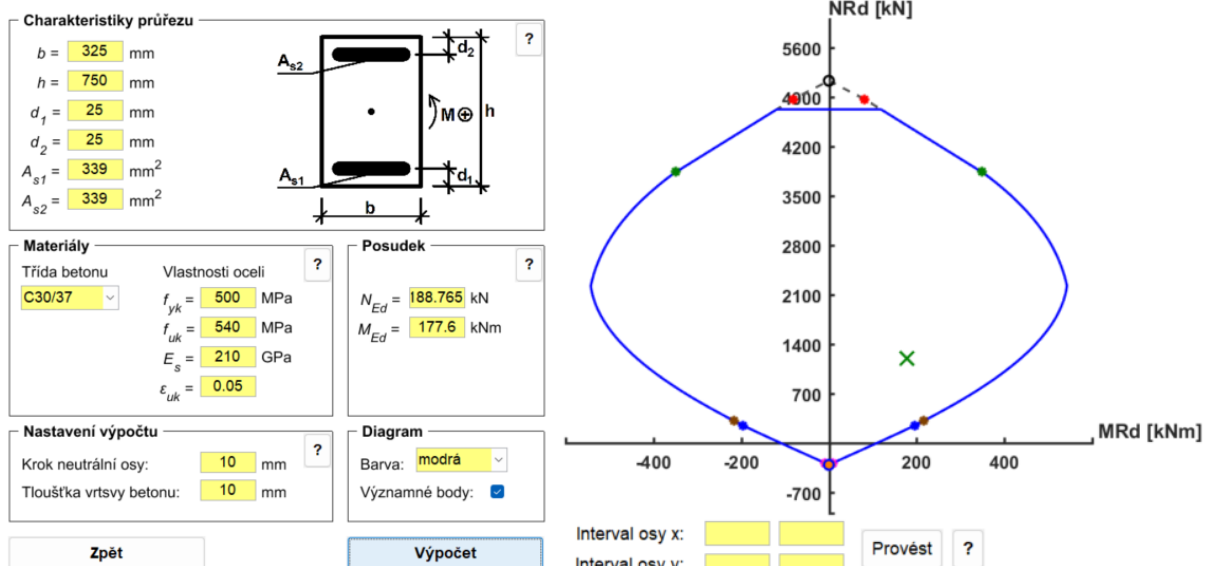 Charakteristiky průřezu
?
b = 325 mm
h = 750 mm
d1 = 25 mm
d2 = 25 mm
As1 = 339 mm2
As2 = 339 mm2
As2
d2
M⊕
h
As1
d1
b
Materiály
?
Třída betonu
C30/37
Vlastnosti oceli
fyk = 500 MPa
fuk = 540 MPa
Es = 210 GPa
εuk = 0.05
Posudek
?
NEd = 188.765 kN
MEd = 177.6 kNm
Nastavení výpočtu
?
Krok neutrální osy: 10 mm
Tloušťka vrtsvy betonu: 10 mm
Diagram
Barva: modrá
Významné body:
Zpět
Výpočet
NRd [kN]
5600
4900
4200
3500
2800
2100
1400
700
-700
-400
-200
200
400
MRd [kNm]
Interval osy x:
Interval osy y:
Provést
?